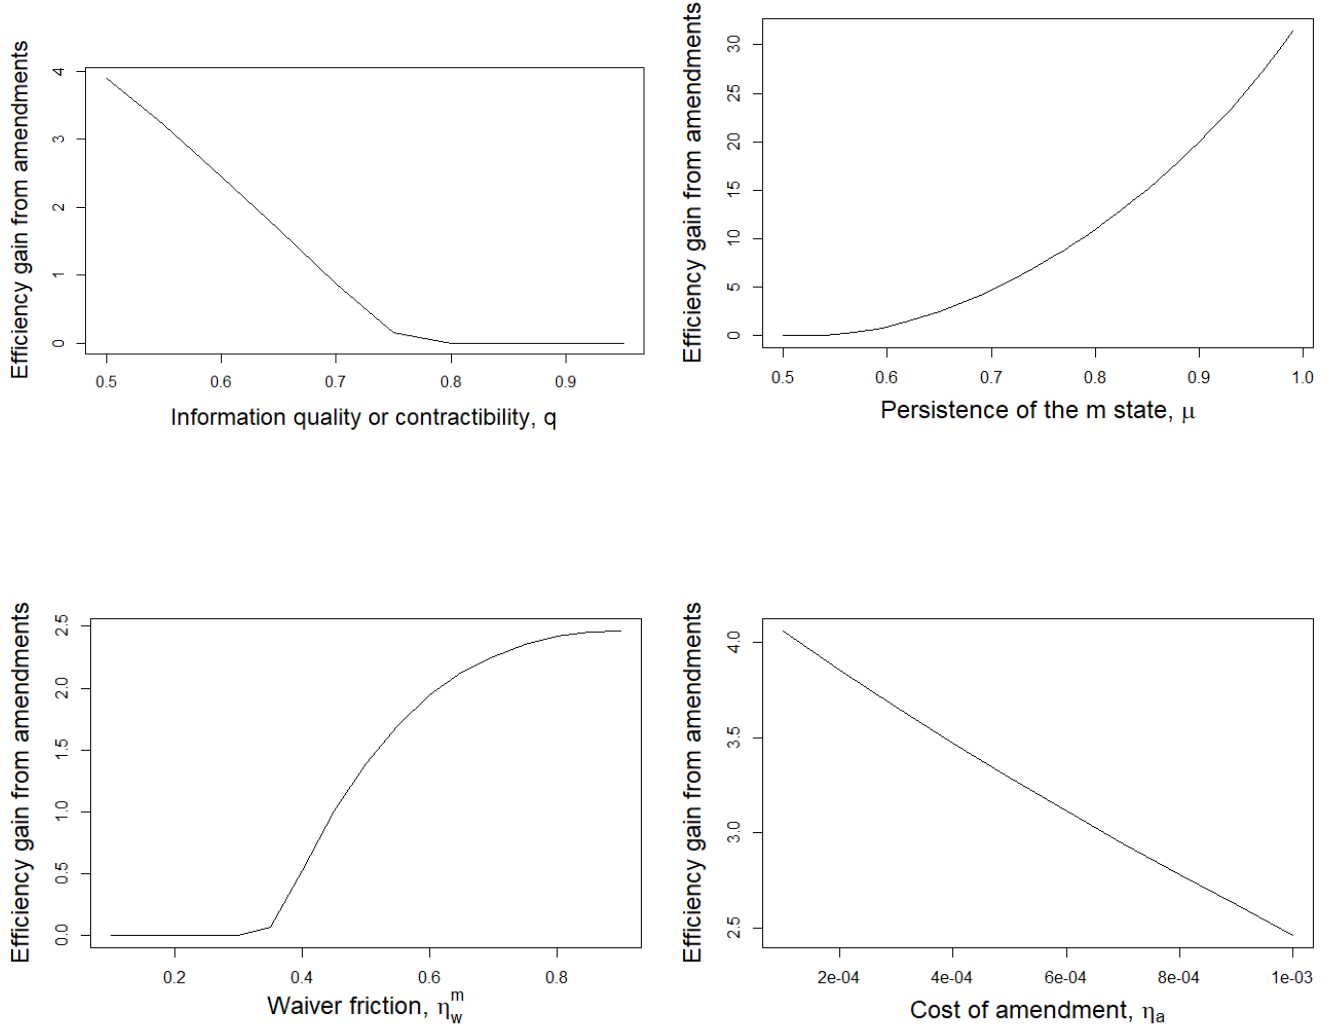 Efficiency gain from amendments
4
3
2
1
0
0.5 0.6 0.7 0.8 0.9
Information quality or contractibility, q
Efficiency gain from amendments
30
25
20
15
10
5
0
0.5 0.6 0.7 0.8 0.9 1.0
Persistence of the m state, μ
Efficiency gain from amendments
2.5
2.0
1.5
1.0
0.5
0.0
0.2 0.4 0.6 0.8
Waiver friction, η_w^m
Efficiency gain from amendments
4.0
3.5
3.0
2.5
2e-04 4e-04 6e-04 8e-04 1e-03
Cost of amendment, η_a